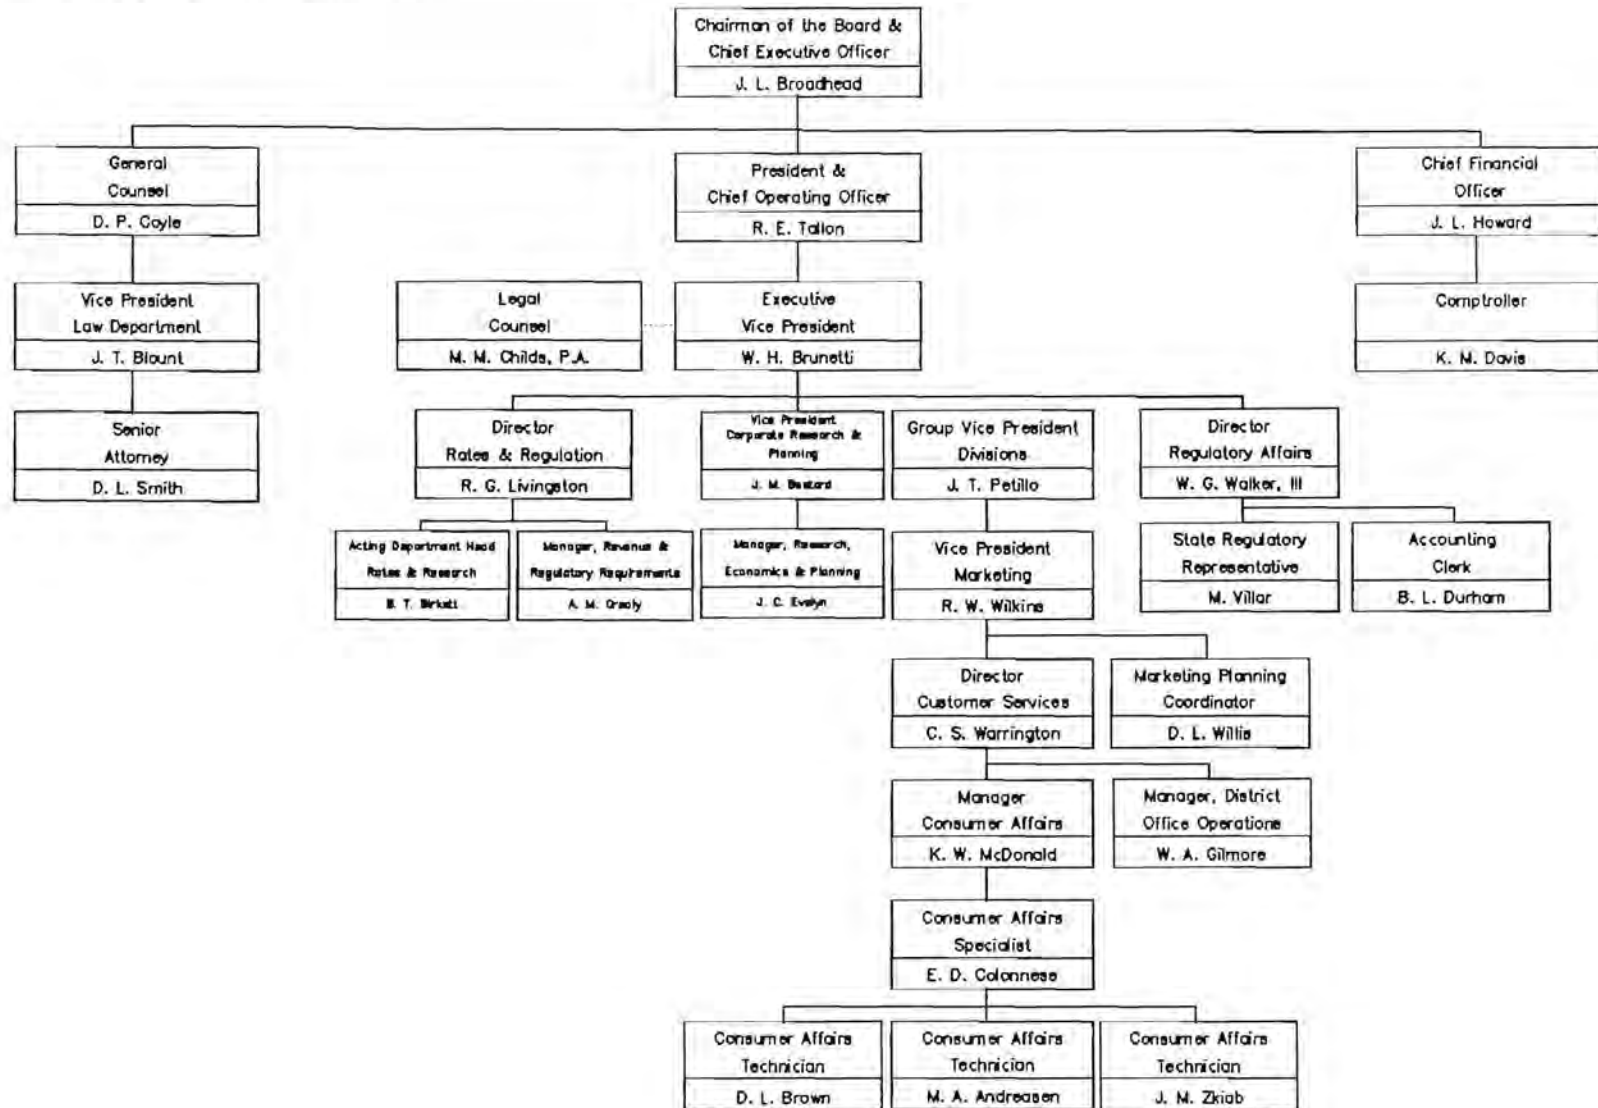 Chairman of the Board &
Chief Executive Officer
J. L. Broadhead
General
Counsel
D. P. Coyle
President &
Chief Operating Officer
R. E. Tallon
Chief Financial
Officer
J. L. Howard
Vice President
Law Department
J. T. Blount
Legal
Counsel
M. M. Childs, P.A.
Executive
Vice President
W. H. Brunetti
Comptroller
K. M. Davis
Senior
Attorney
D. L. Smith
Director
Rates & Regulation
R. G. Livingston
Vice President
Corporate Research &
Planning
J. M.
Group Vice President
Divisions
J. T. Petillo
Director
Regulatory Affairs
W. G. Walker, III
Acting Department Head
Rates & Research
B. T. Birkett
Manager, Revenue &
Regulatory Requirements
A. M.
Manager, Research,
Economics & Planning
J. C. Evelyn
Vice President
Marketing
R. W. Wilkins
State Regulatory
Representative
M. Villar
Accounting
Clerk
B. L. Durham
Director
Customer Services
C. S. Warrington
Marketing Planning
Coordinator
D. L. Willis
Manager
Consumer Affairs
K. W. McDonald
Manager, District
Office Operations
W. A. Gilmore
Consumer Affairs
Specialist
E. D. Colonnese
Consumer Affairs
Technician
D. L. Brown
Consumer Affairs
Technician
M. A. Andreasen
Consumer Affairs
Technician
J. M. Zkiab